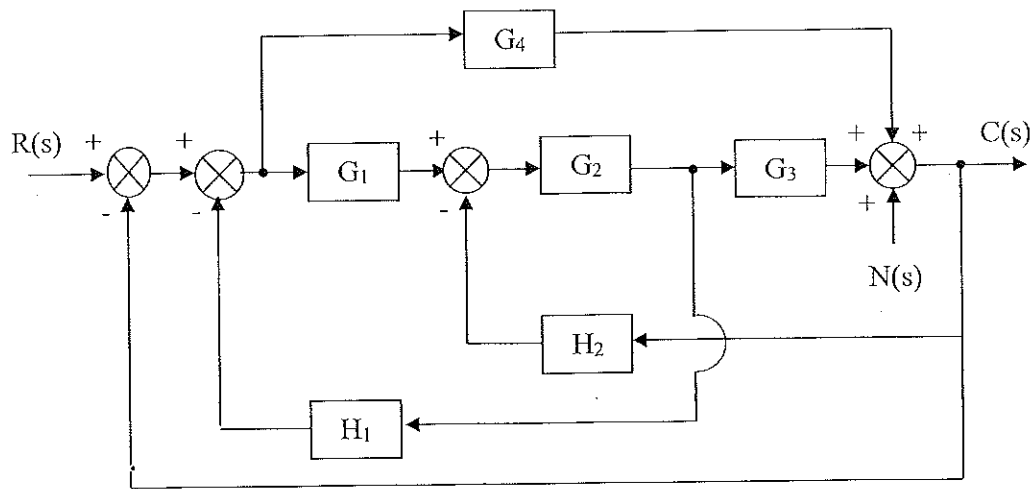 G₄
R(s)
+
+
+
+
+
C(s)
G₁
G₂
G₃
-
-
-
+
N(s)
H₂
H₁